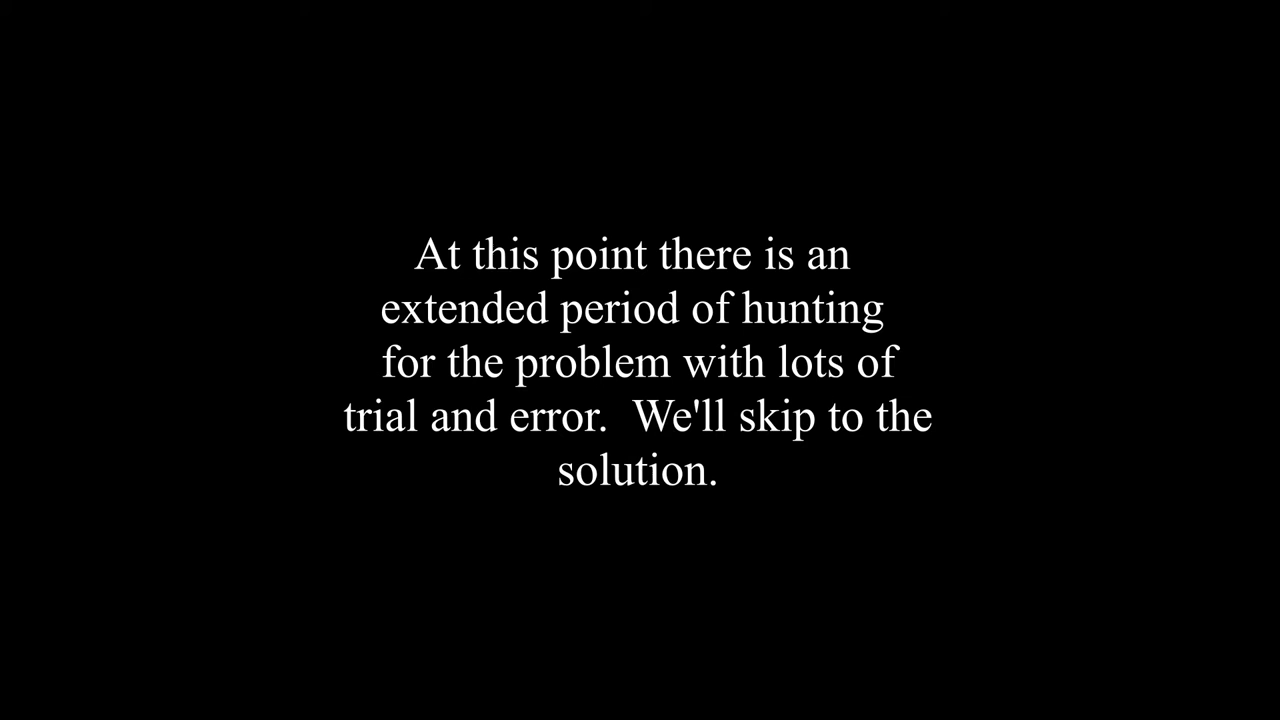 At this point there is an
extended period of hunting
for the problem with lots of
trial and error.  We'll skip to the
solution.